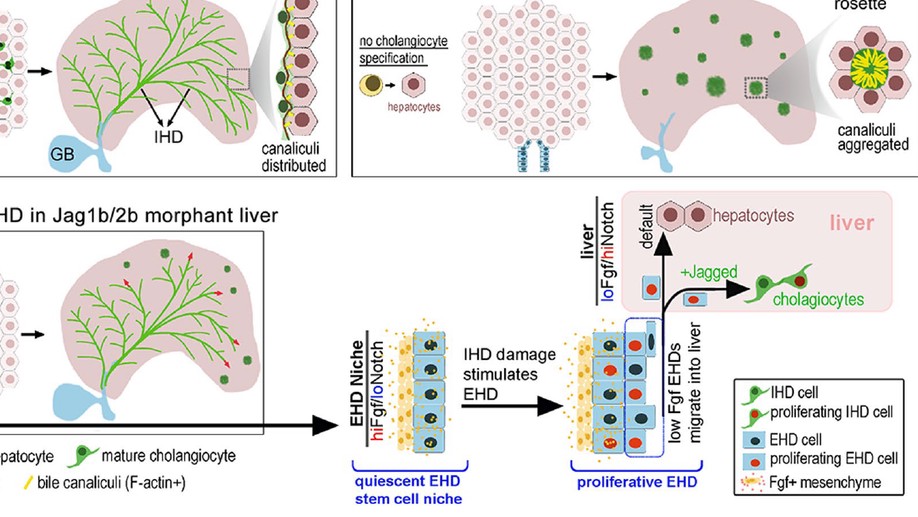 rosette
no cholangiocyte
specification
hepatocytes
IHD
GB
canaliculi
distributed
canaliculi
aggregated
HD in Jag1b/2b morphant liver
liver
loFgf/hiNotch
default
hepatocytes
liver
+Jagged
cholagiocytes
EHD Niche
hiFgf/loNotch
IHD damage
stimulates
EHD
low Fgf EHDs
migrate into liver
IHD cell
proliferating IHD cell
EHD cell
proliferating EHD cell
Fgf+ mesenchyme
patocyte
mature cholangiocyte
bile canaliculi (F-actin+)
quiescent EHD
stem cell niche
proliferative EHD